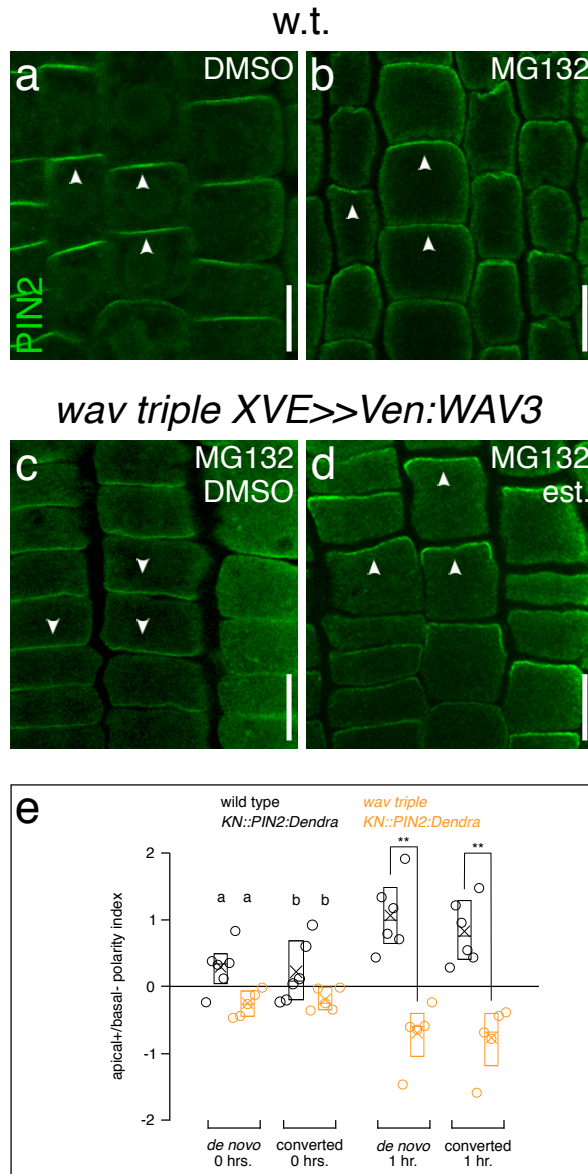 w.t.
a DMSO
b MG132
PIN2
wav triple XVE>>Ven:WAV3
c MG132
DMSO
d MG132
est.
e
wild type
KN::PIN2:Dendra
wav triple
KN::PIN2:Dendra
apical+/basal- polarity index
2
1
0
-1
-2
a a b b ** **
de novo
0 hrs.
converted
0 hrs.
de novo
1 hr.
converted
1 hr.